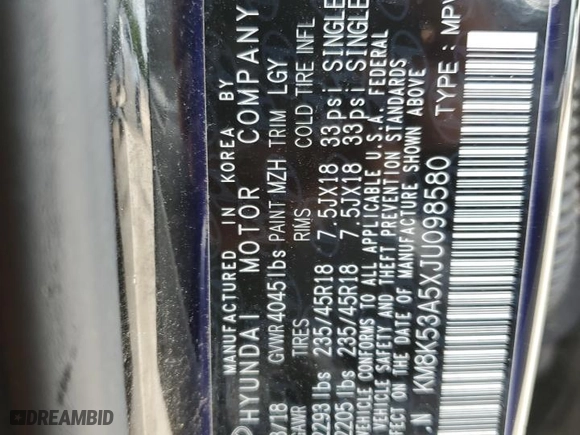 MANUFACTURED IN KOREA BY
HYUNDAI MOTOR COMPANY
/18 GVWR 4045lbs PAINT MZH TRIM LGY
GAWR TIRES RIMS COLD TIRE INFL
2293lbs 235/45R18 7.5JX18 33psi SINGLE
2205lbs 235/45R18 7.5JX18 33psi SINGLE
VEHICLE CONFORMS TO ALL APPLICABLE U.S.A. FEDERAL
VEHICLE SAFETY AND THEFT PREVENTION STANDARDS
EFFECT ON THE DATE OF MANUFACTURE SHOWN ABOVE.
.N KM8K53A5XJU098580 TYPE : MPV
DREAMBID